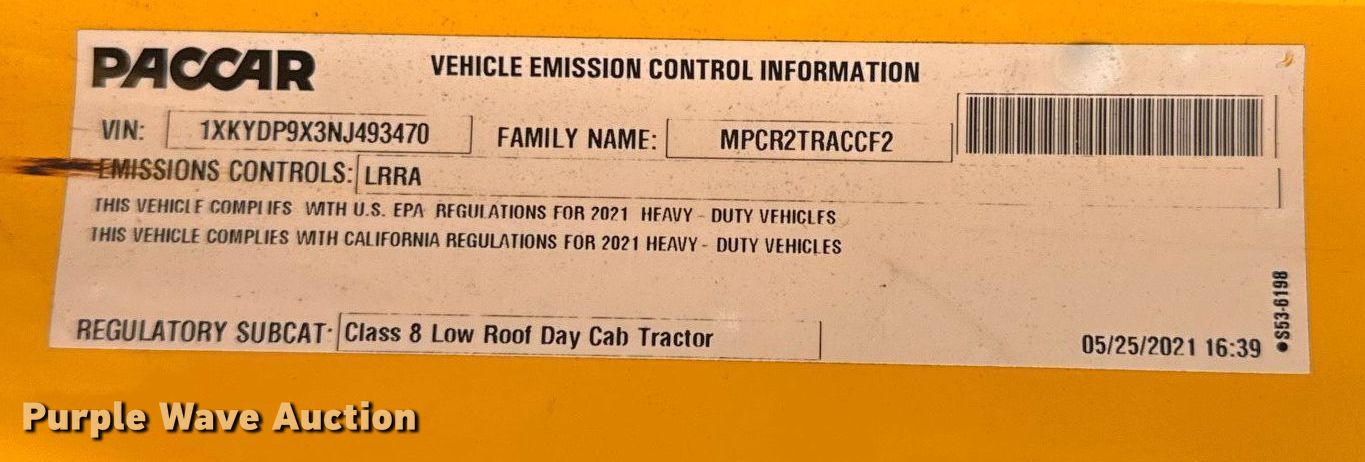 PACCAR
VEHICLE EMISSION CONTROL INFORMATION
VIN: 1XKYDP9X3NJ493470 FAMILY NAME: MPCR2TRACCF2
EMISSIONS CONTROLS: LRRA
THIS VEHICLE COMPLIES WITH U.S. EPA REGULATIONS FOR 2021 HEAVY - DUTY VEHICLES
THIS VEHICLE COMPLIES WITH CALIFORNIA REGULATIONS FOR 2021 HEAVY - DUTY VEHICLES
REGULATORY SUBCAT: Class 8 Low Roof Day Cab Tractor
05/25/2021 16:39
●S53-6198
Purple Wave Auction